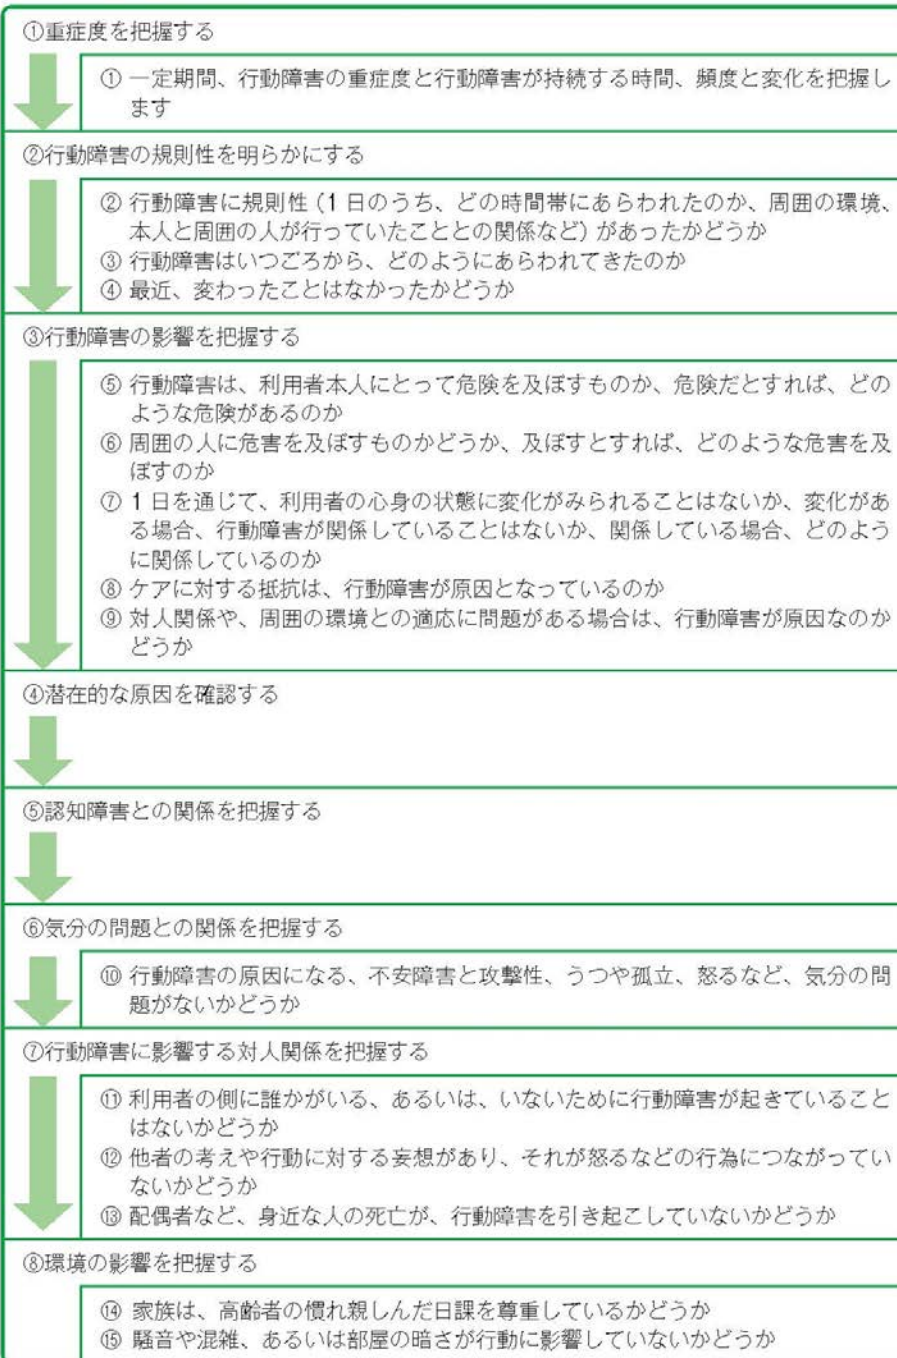 ①重症度を把握する
① 一定期間、行動障害の重症度と行動障害が持続する時間、頻度と変化を把握し
ます
②行動障害の規則性を明らかにする
② 行動障害に規則性（1日のうち、どの時間帯にあらわれたのか、周囲の環境、
本人と周囲の人が行っていたこととの関係など）があったかどうか
③ 行動障害はいつごろから、どのようにあらわれてきたのか
④ 最近、変わったことはなかったかどうか
③行動障害の影響を把握する
⑤ 行動障害は、利用者本人にとって危険を及ぼすものか、危険だとすれば、どの
ような危険があるのか
⑥ 周囲の人に危害を及ぼすものかどうか、及ぼすとすれば、どのような危害を及
ぼすのか
⑦ 1日を通じて、利用者の心身の状態に変化がみられることはないか、変化があ
る場合、行動障害が関係していることはないか、関係している場合、どのよう
に関係しているのか
⑧ ケアに対する抵抗は、行動障害が原因となっているのか
⑨ 対人関係や、周囲の環境との適応に問題がある場合は、行動障害が原因なのか
どうか
④潜在的な原因を確認する
⑤認知障害との関係を把握する
⑥気分の問題との関係を把握する
⑩ 行動障害の原因になる、不安障害と攻撃性、うつや孤立、怒るなど、気分の問
題がないかどうか
⑦行動障害に影響する対人関係を把握する
⑪ 利用者の側に誰かがいる、あるいは、いないために行動障害が起きていること
はないかどうか
⑫ 他者の考えや行動に対する妄想があり、それが怒るなどの行為につながってい
ないかどうか
⑬ 配偶者など、身近な人の死亡が、行動障害を引き起こしていないかどうか
⑧環境の影響を把握する
⑭ 家族は、高齢者の慣れ親しんだ日課を尊重しているかどうか
⑮ 騒音や混雑、あるいは部屋の暗さが行動に影響していないかどうか